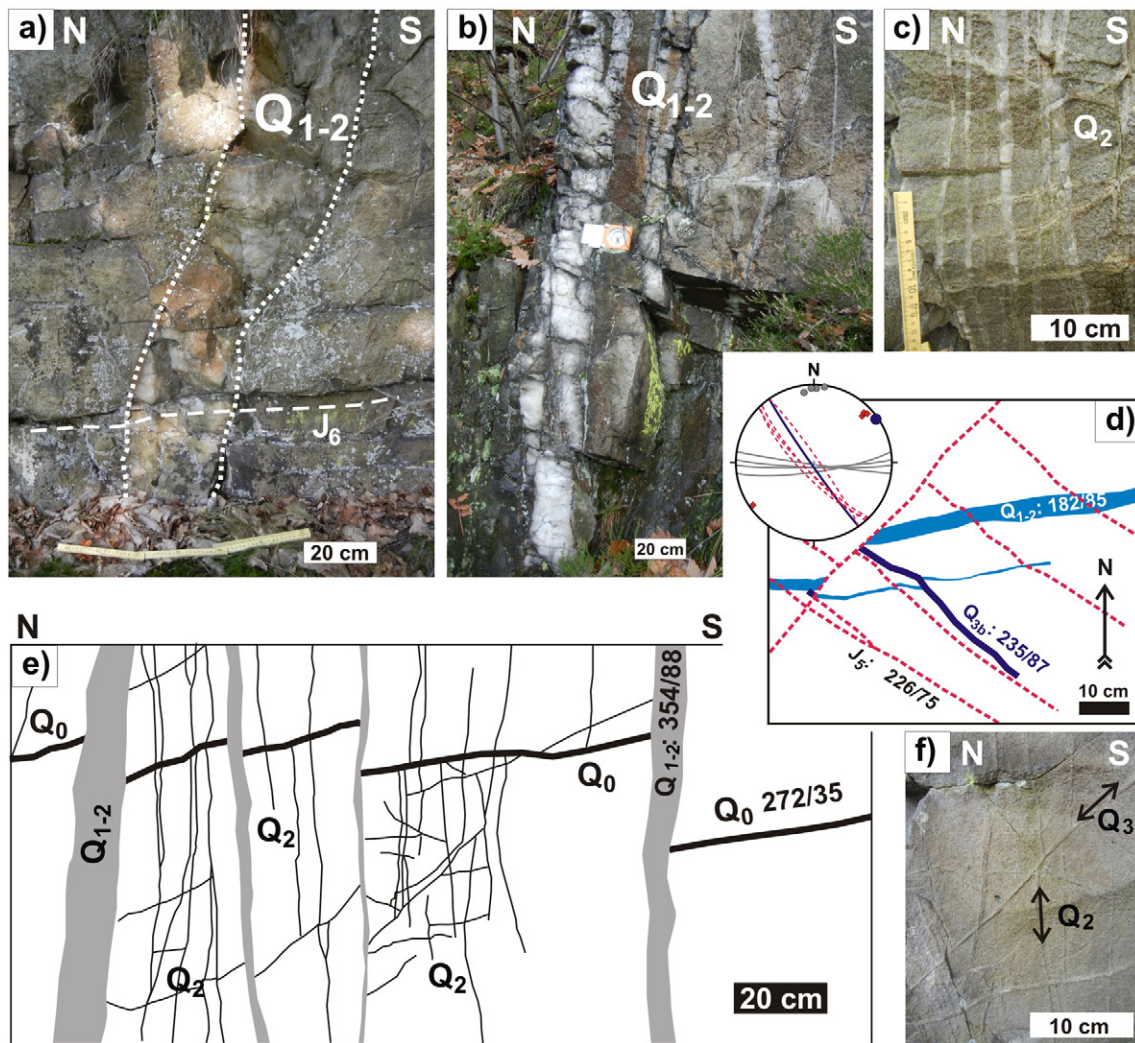 a) N S
Q1-2
J6
20 cm
b) N S
Q1-2
20 cm
c) N S
Q2
10 cm
d)
N
Q1-2: 182/85
N
Q3b: 235/87
J5: 226/75
10 cm
N S
e)
Q0
Q1-2
Q2
Q2
Q2
Q0
Q1-2: 354/88
Q0 272/35
20 cm
f) N S
Q3
Q2
10 cm